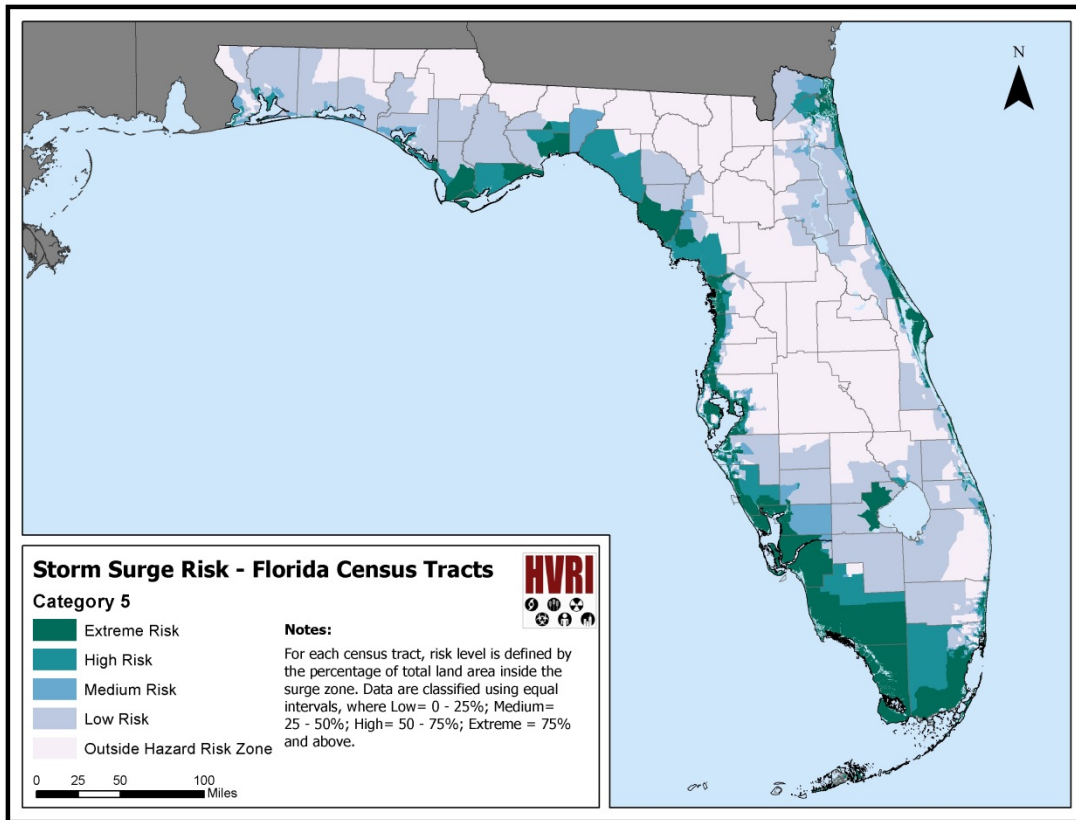 N
Storm Surge Risk - Florida Census Tracts
HVRI
Category 5
Extreme Risk
High Risk
Medium Risk
Low Risk
Outside Hazard Risk Zone
Notes:
For each census tract, risk level is defined by
the percentage of total land area inside the
surge zone. Data are classified using equal
intervals, where Low= 0 - 25%; Medium=
25 - 50%; High= 50 - 75%; Extreme = 75%
and above.
0 25 50 100
Miles